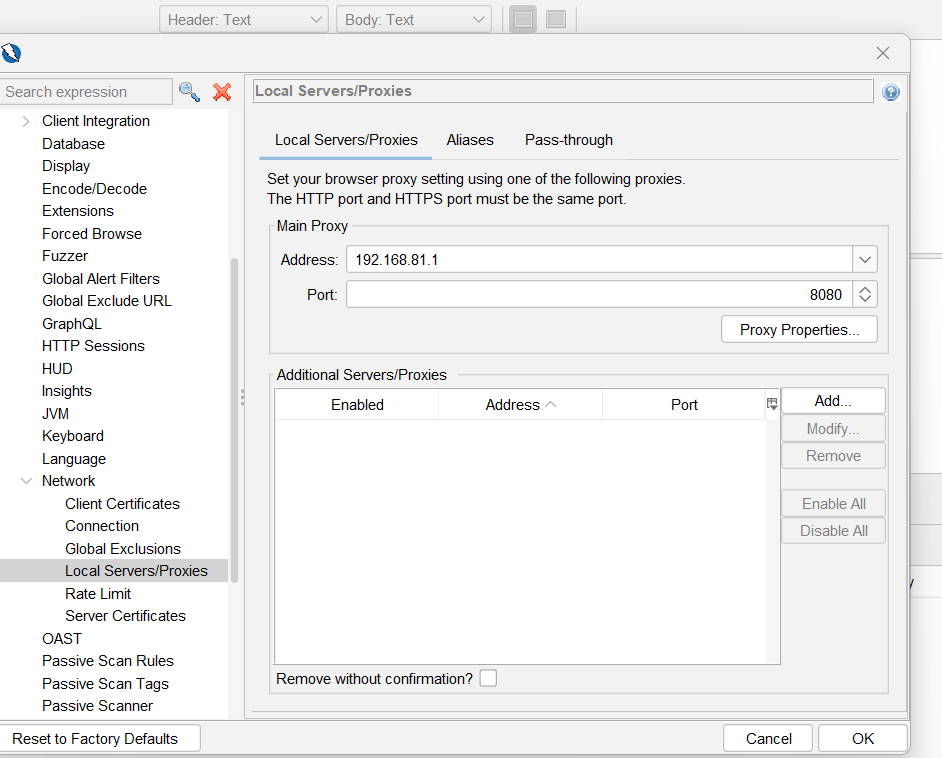 Header: Text
Body: Text
Search expression
Local Servers/Proxies
Client Integration
Database
Display
Encode/Decode
Extensions
Forced Browse
Fuzzer
Global Alert Filters
Global Exclude URL
GraphQL
HTTP Sessions
HUD
Insights
JVM
Keyboard
Language
Network
Client Certificates
Connection
Global Exclusions
Local Servers/Proxies
Rate Limit
Server Certificates
OAST
Passive Scan Rules
Passive Scan Tags
Passive Scanner
Local Servers/Proxies
Aliases
Pass-through
Set your browser proxy setting using one of the following proxies.
The HTTP port and HTTPS port must be the same port.
Main Proxy
Address: 192.168.81.1
Port: 8080
Proxy Properties...
Additional Servers/Proxies
Enabled
Address
Port
Add...
Modify...
Remove
Enable All
Disable All
Remove without confirmation?
Reset to Factory Defaults
Cancel
OK